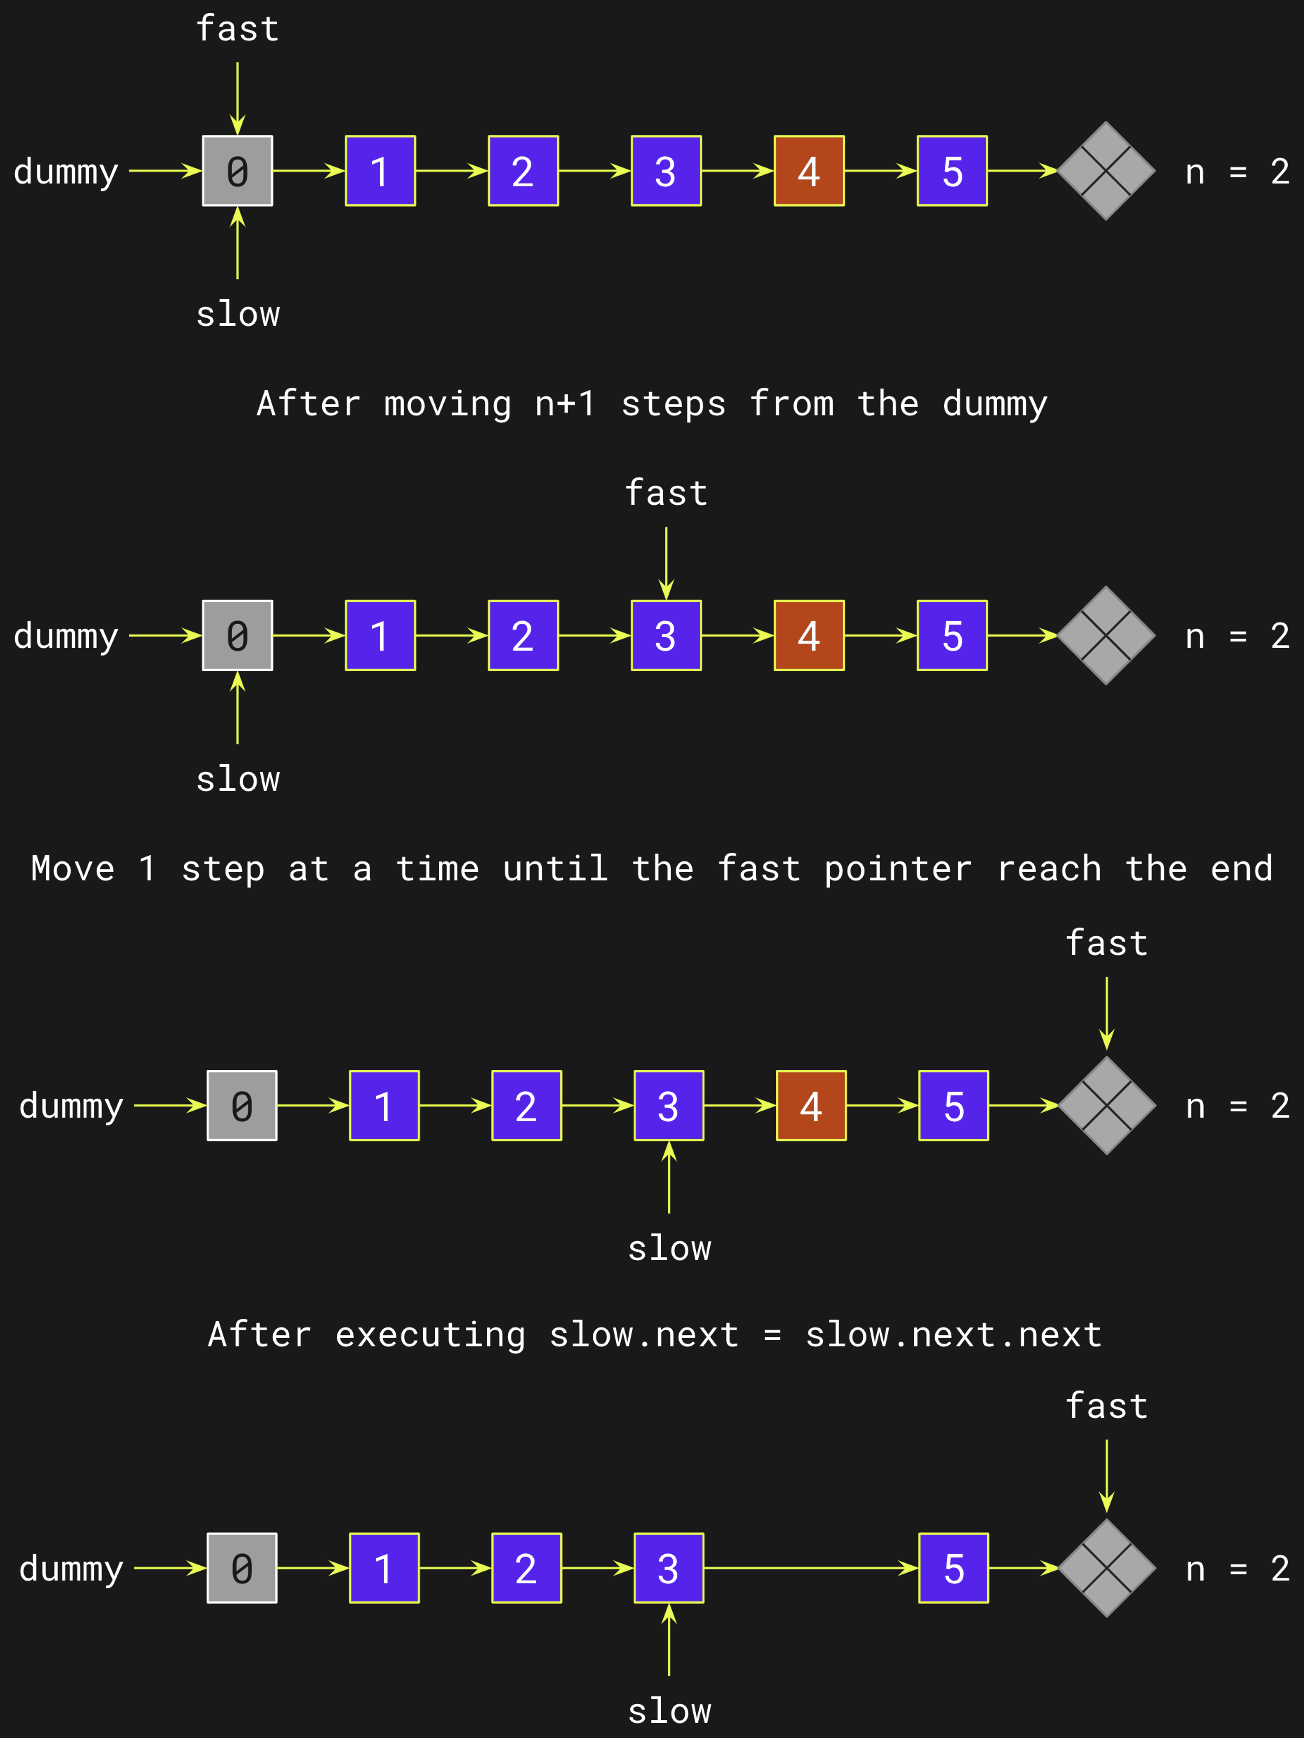 fast
dummy 0 1 2 3 4 5 n = 2
slow
After moving n+1 steps from the dummy
fast
dummy 0 1 2 3 4 5 n = 2
slow
Move 1 step at a time until the fast pointer reach the end
fast
dummy 0 1 2 3 4 5 n = 2
slow
After executing slow.next = slow.next.next
fast
dummy 0 1 2 3 5 n = 2
slow